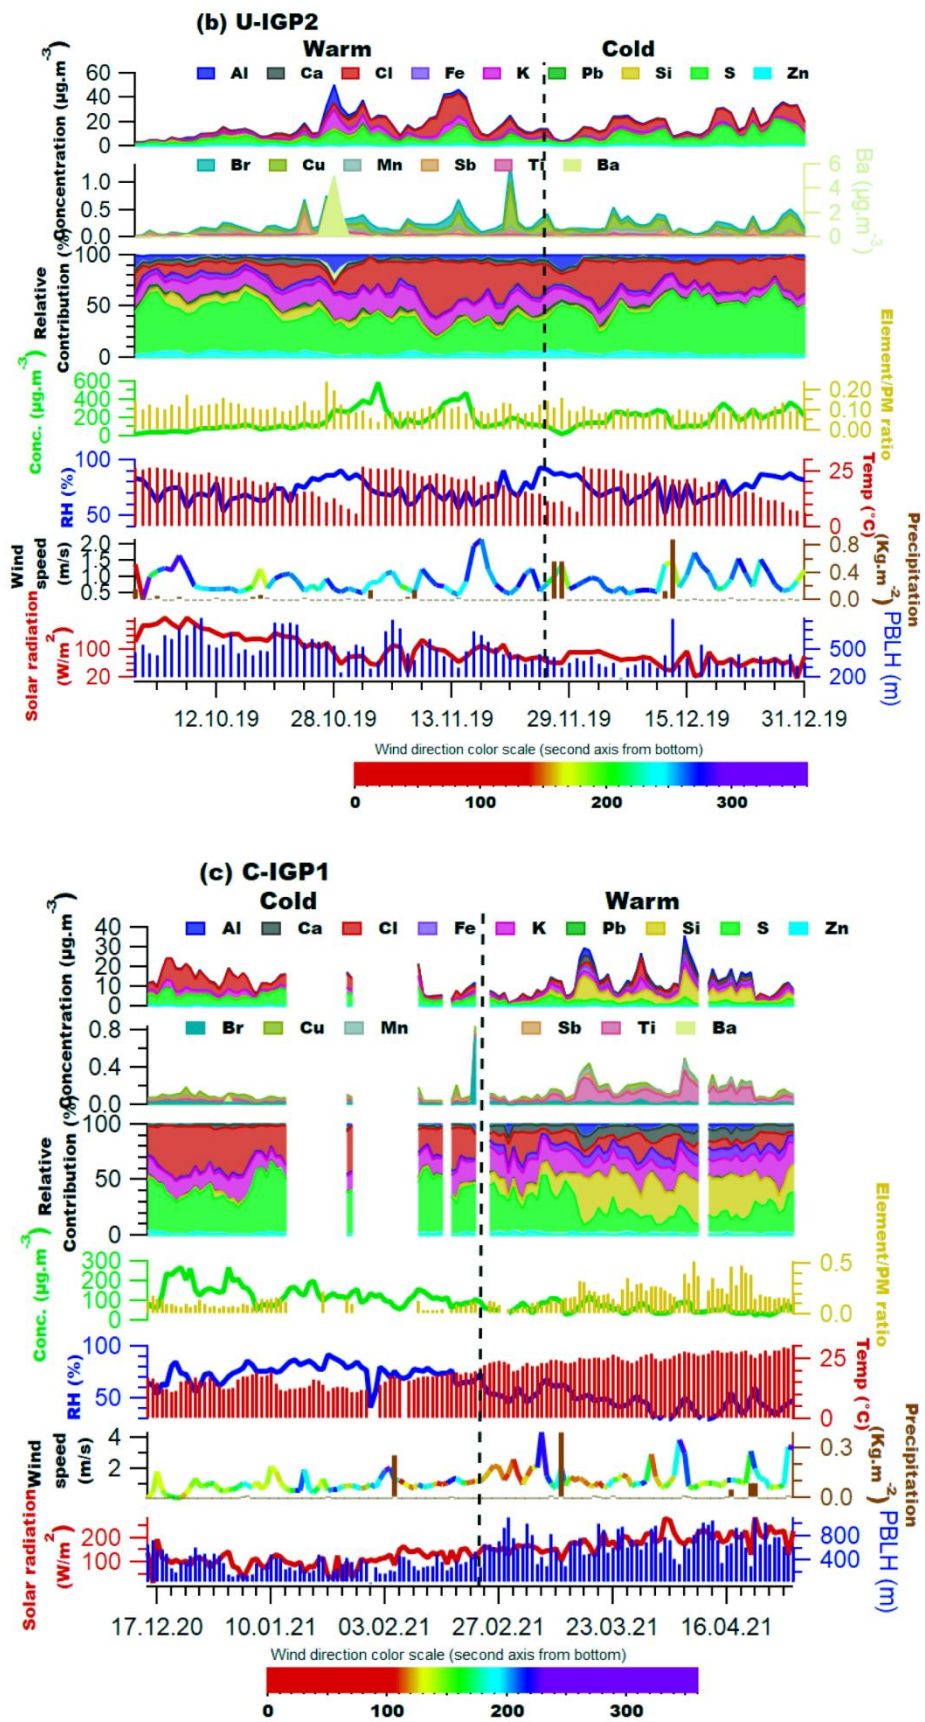 (b) U-IGP2
Warm Cold
Concentration (µg.m-3)
60
40
20
0
Al Ca Cl Fe K Pb Si S Zn
Br Cu Mn Sb Ti Ba
1.0
0.5
0.0
6
4
2
0
Ba (µg.m-3)
Relative
Contribution (%)
100
50
0
Conc. (µg.m-3)
600
400
200
0
0.20
0.10
0.00
Element/PM ratio
RH (%)
100
50
25
0
Temp (°C)
Wind
speed
(m/s)
2.0
1.5
1.0
0.5
0.8
0.4
0.0
Precipitation
(Kg.m-2)
Solar radiation
(W/m2)
100
20
500
200
PBLH (m)
12.10.19 28.10.19 13.11.19 29.11.19 15.12.19 31.12.19
Wind direction color scale (second axis from bottom)
0 100 200 300
(c) C-IGP1
Cold Warm
Concentration (µg.m-3)
40
30
20
10
0
Al Ca Cl Fe K Pb Si S Zn
Br Cu Mn Sb Ti Ba
0.8
0.4
0.0
Relative
Contribution (%)
100
50
0
Conc. (µg.m-3)
300
200
100
0
0.5
0.0
Element/PM ratio
RH (%)
100
50
25
0
Temp (°C)
Wind
speed
(m/s)
4
2
0.3
0.0
Precipitation
(Kg.m-2)
Solar radiation
(W/m2)
200
100
800
400
PBLH (m)
17.12.20 10.01.21 03.02.21 27.02.21 23.03.21 16.04.21
Wind direction color scale (second axis from bottom)
0 100 200 300